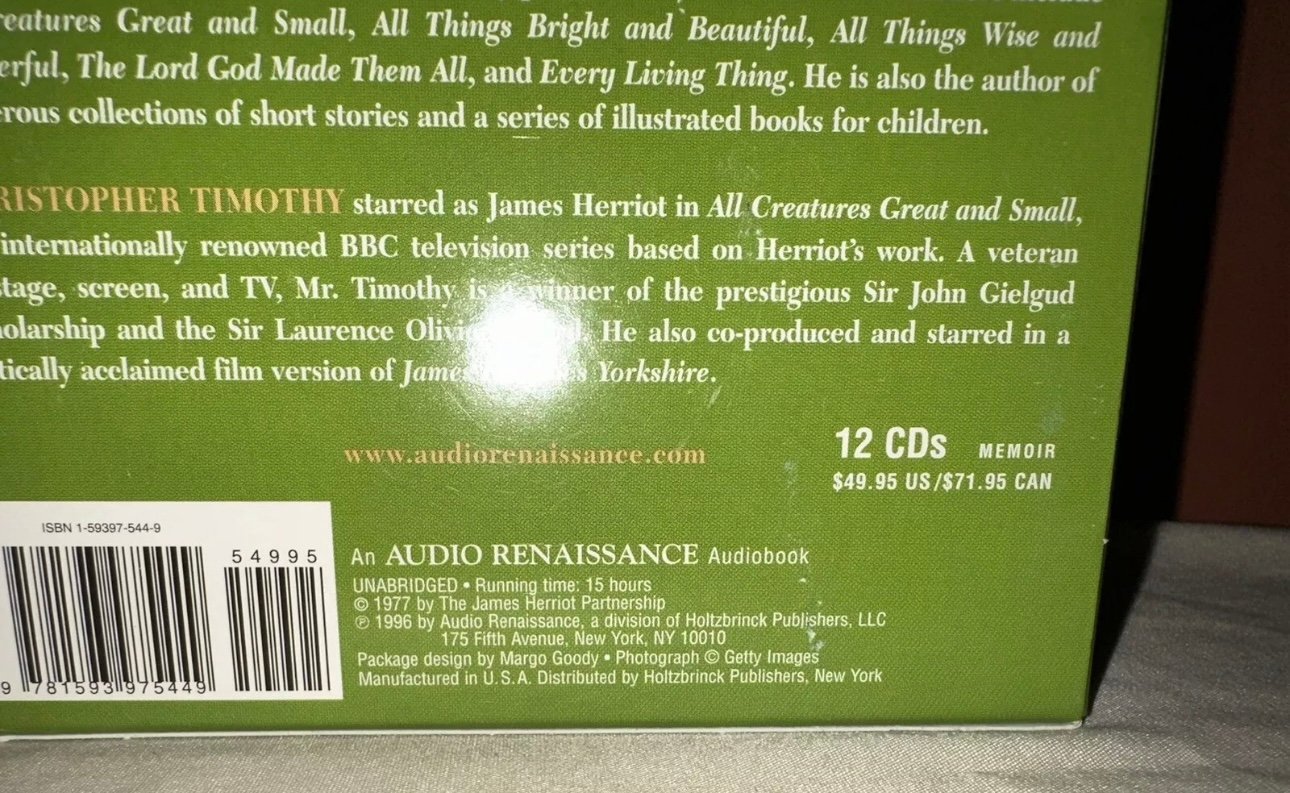 reatures Great and Small, All Things Bright and Beautiful, All Things Wise and
erful, The Lord God Made Them All, and Every Living Thing. He is also the author of
rous collections of short stories and a series of illustrated books for children.
RISTOPHER TIMOTHY starred as James Herriot in All Creatures Great and Small,
internationally renowned BBC television series based on Herriot's work. A veteran
tage, screen, and TV, Mr. Timothy is a winner of the prestigious Sir John Gielgud
olarship and the Sir Laurence Olivi He also co-produced and starred in a
tically acclaimed film version of James Yorkshire.
www.audiorenaissance.com
12 CDs MEMOIR
$49.95 US/$71.95 CAN
ISBN 1-59397-544-9
54995
9 781593 975449
An AUDIO RENAISSANCE Audiobook
UNABRIDGED • Running time: 15 hours
© 1977 by The James Herriot Partnership
℗ 1996 by Audio Renaissance, a division of Holtzbrinck Publishers, LLC
175 Fifth Avenue, New York, NY 10010
Package design by Margo Goody • Photograph © Getty Images
Manufactured in U.S.A. Distributed by Holtzbrinck Publishers, New York